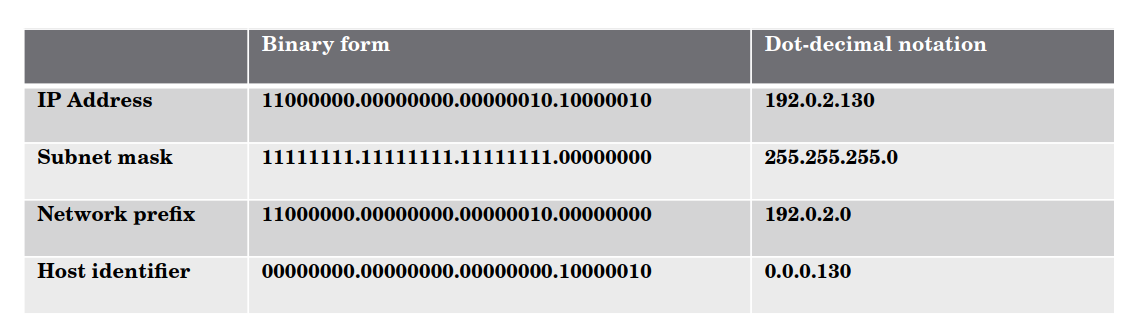 Binary form Dot-decimal notation
IP Address 11000000.00000000.00000010.10000010 192.0.2.130
Subnet mask 11111111.11111111.11111111.00000000 255.255.255.0
Network prefix 11000000.00000000.00000010.00000000 192.0.2.0
Host identifier 00000000.00000000.00000000.10000010 0.0.0.130